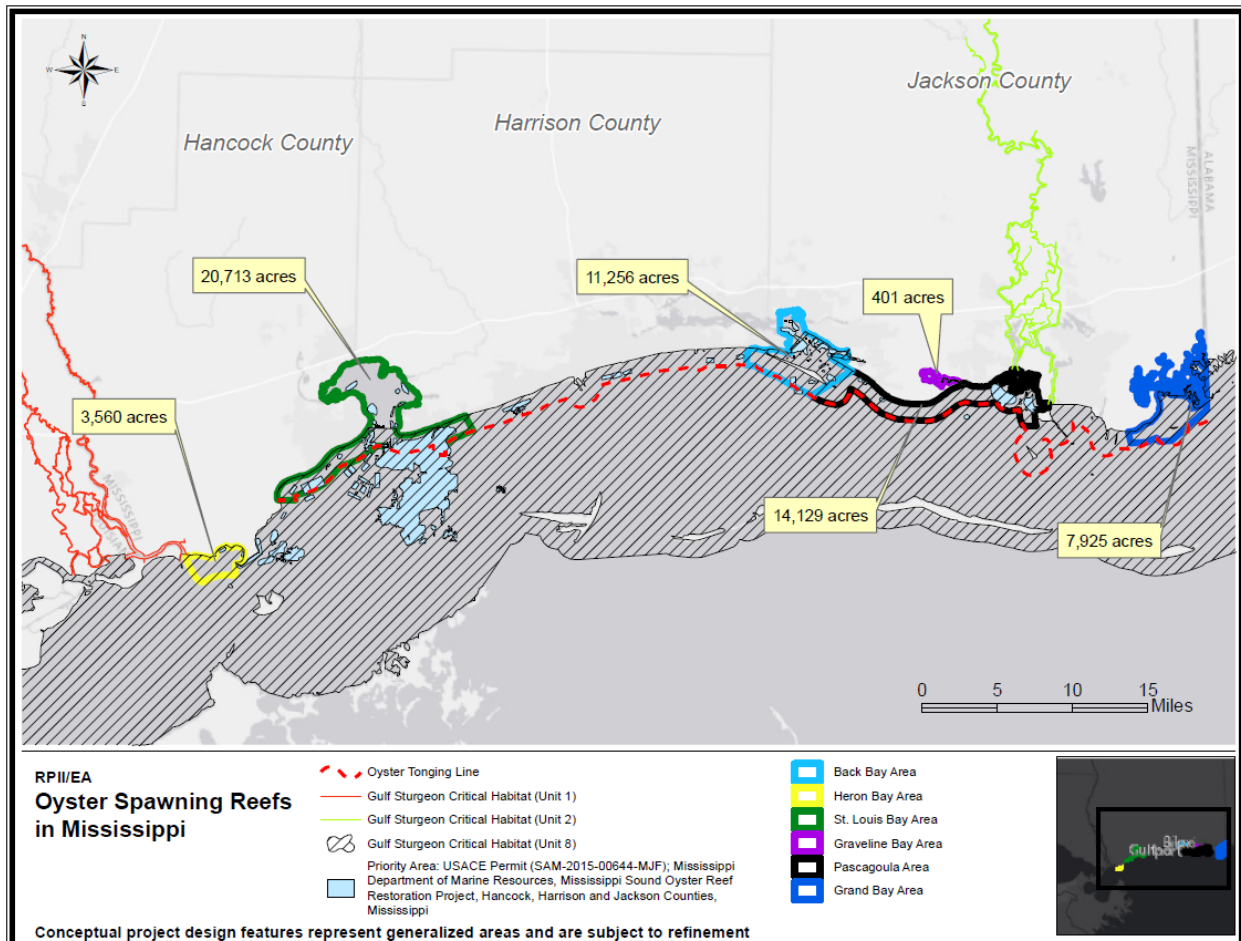 N
W
E
S
Jackson County
Harrison County
Hancock County
ALABAMA
MISSISSIPPI
20,713 acres
11,256 acres
401 acres
3,560 acres
MISSISSIPPI
14,129 acres
7,925 acres
0 5 10 15
Miles
RPII/EA
Oyster Spawning Reefs
in Mississippi
Oyster Tonging Line
Gulf Sturgeon Critical Habitat (Unit 1)
Gulf Sturgeon Critical Habitat (Unit 2)
Gulf Sturgeon Critical Habitat (Unit 8)
Priority Area: USACE Permit (SAM-2015-00644-MJF); Mississippi
Department of Marine Resources, Mississippi Sound Oyster Reef
Restoration Project, Hancock, Harrison and Jackson Counties,
Mississippi
Back Bay Area
Heron Bay Area
St. Louis Bay Area
Graveline Bay Area
Pascagoula Area
Grand Bay Area
Gulfport
Conceptual project design features represent generalized areas and are subject to refinement